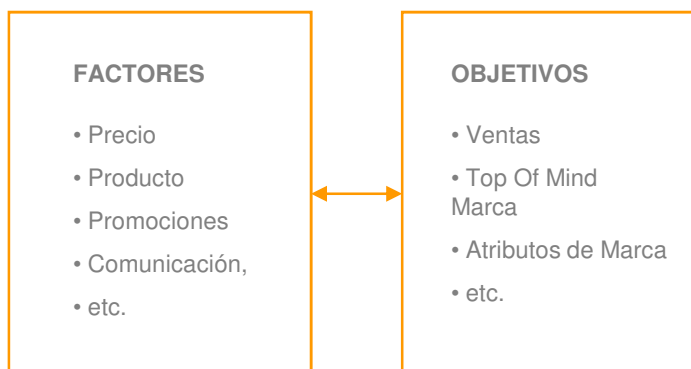 FACTORES
• Precio
• Producto
• Promociones
• Comunicación,
• etc.
OBJETIVOS
• Ventas
• Top Of Mind
Marca
• Atributos de Marca
• etc.